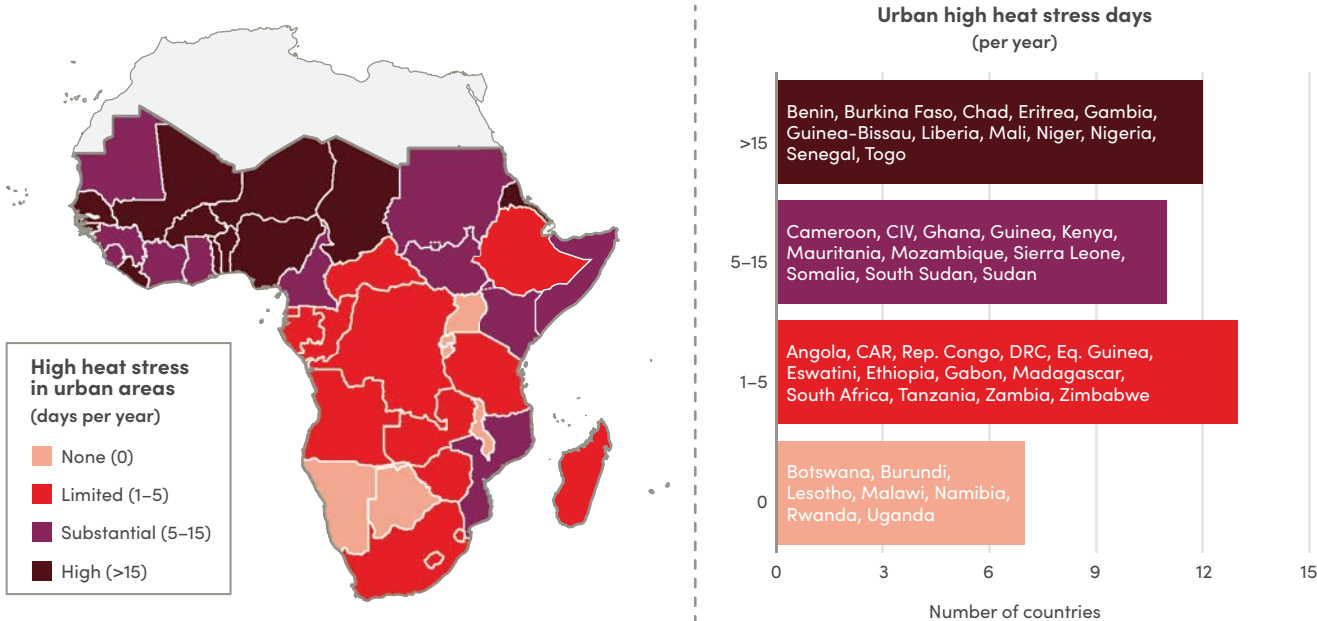 High heat stress
in urban areas
(days per year)
None (0)
Limited (1–5)
Substantial (5–15)
High (>15)
Urban high heat stress days
(per year)
>15
Benin, Burkina Faso, Chad, Eritrea, Gambia,
Guinea-Bissau, Liberia, Mali, Niger, Nigeria,
Senegal, Togo
5–15
Cameroon, CIV, Ghana, Guinea, Kenya,
Mauritania, Mozambique, Sierra Leone,
Somalia, South Sudan, Sudan
1–5
Angola, CAR, Rep. Congo, DRC, Eq. Guinea,
Eswatini, Ethiopia, Gabon, Madagascar,
South Africa, Tanzania, Zambia, Zimbabwe
0
Botswana, Burundi,
Lesotho, Malawi, Namibia,
Rwanda, Uganda
0 3 6 9 12 15
Number of countries